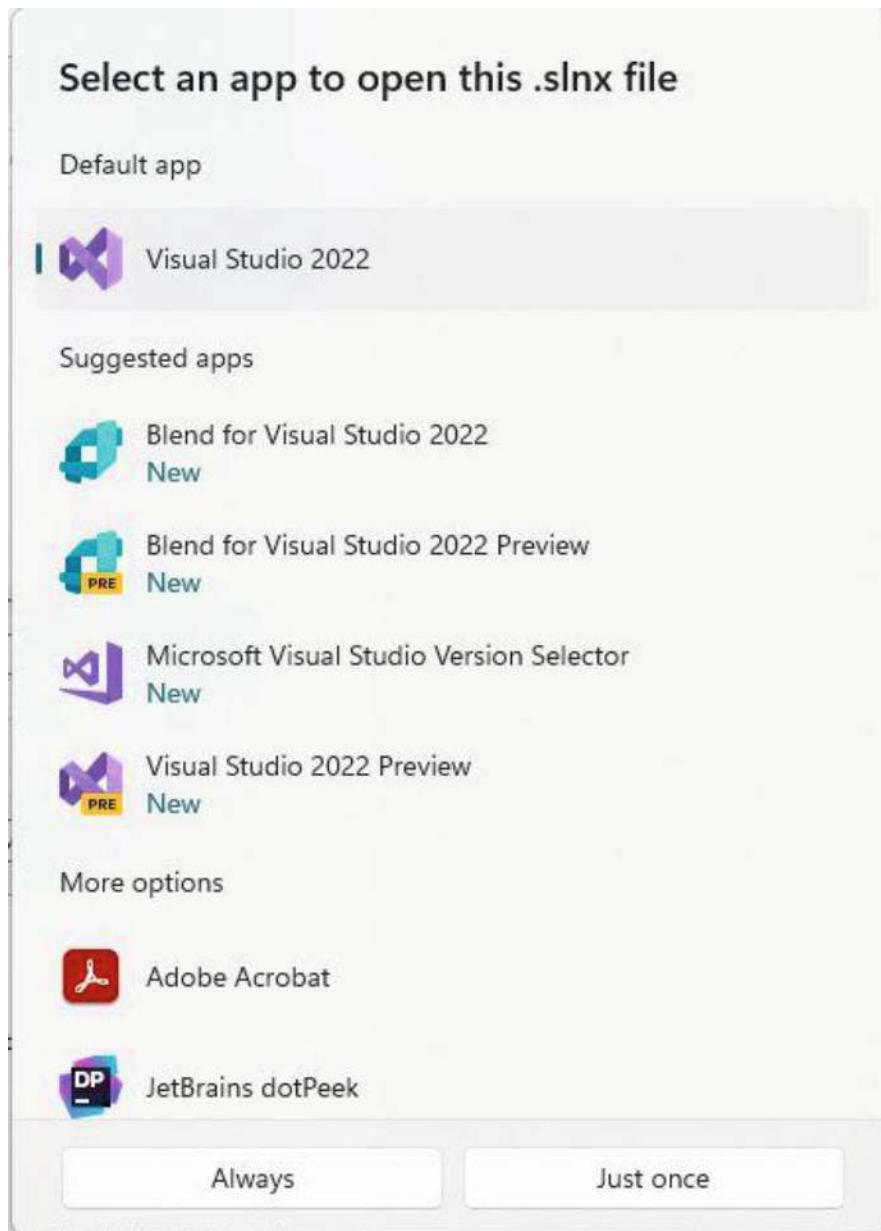 Select an app to open this .slnx file
Default app
Visual Studio 2022
Suggested apps
Blend for Visual Studio 2022
New
Blend for Visual Studio 2022 Preview
New
PRE
Microsoft Visual Studio Version Selector
New
Visual Studio 2022 Preview
New
PRE
More options
Adobe Acrobat
DP
JetBrains dotPeek
Always
Just once